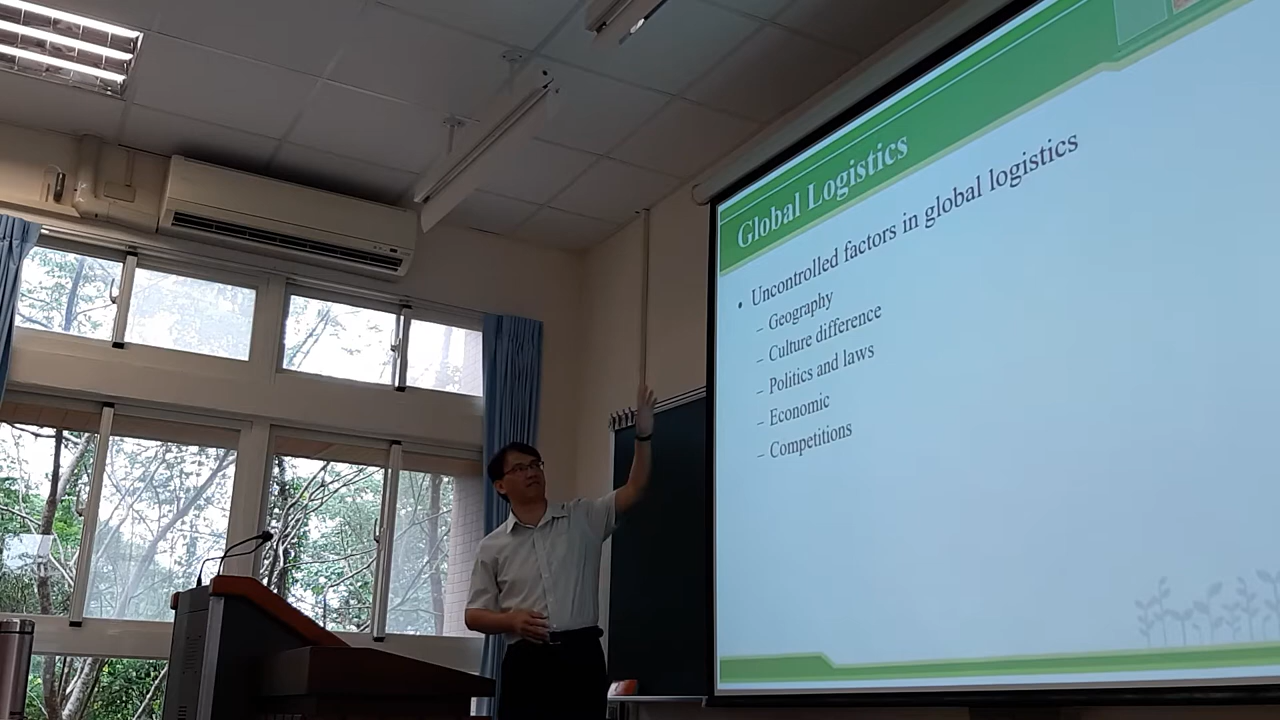 Global Logistics
• Uncontrolled factors in global logistics
– Geography
– Culture difference
– Politics and laws
– Economic
– Competitions